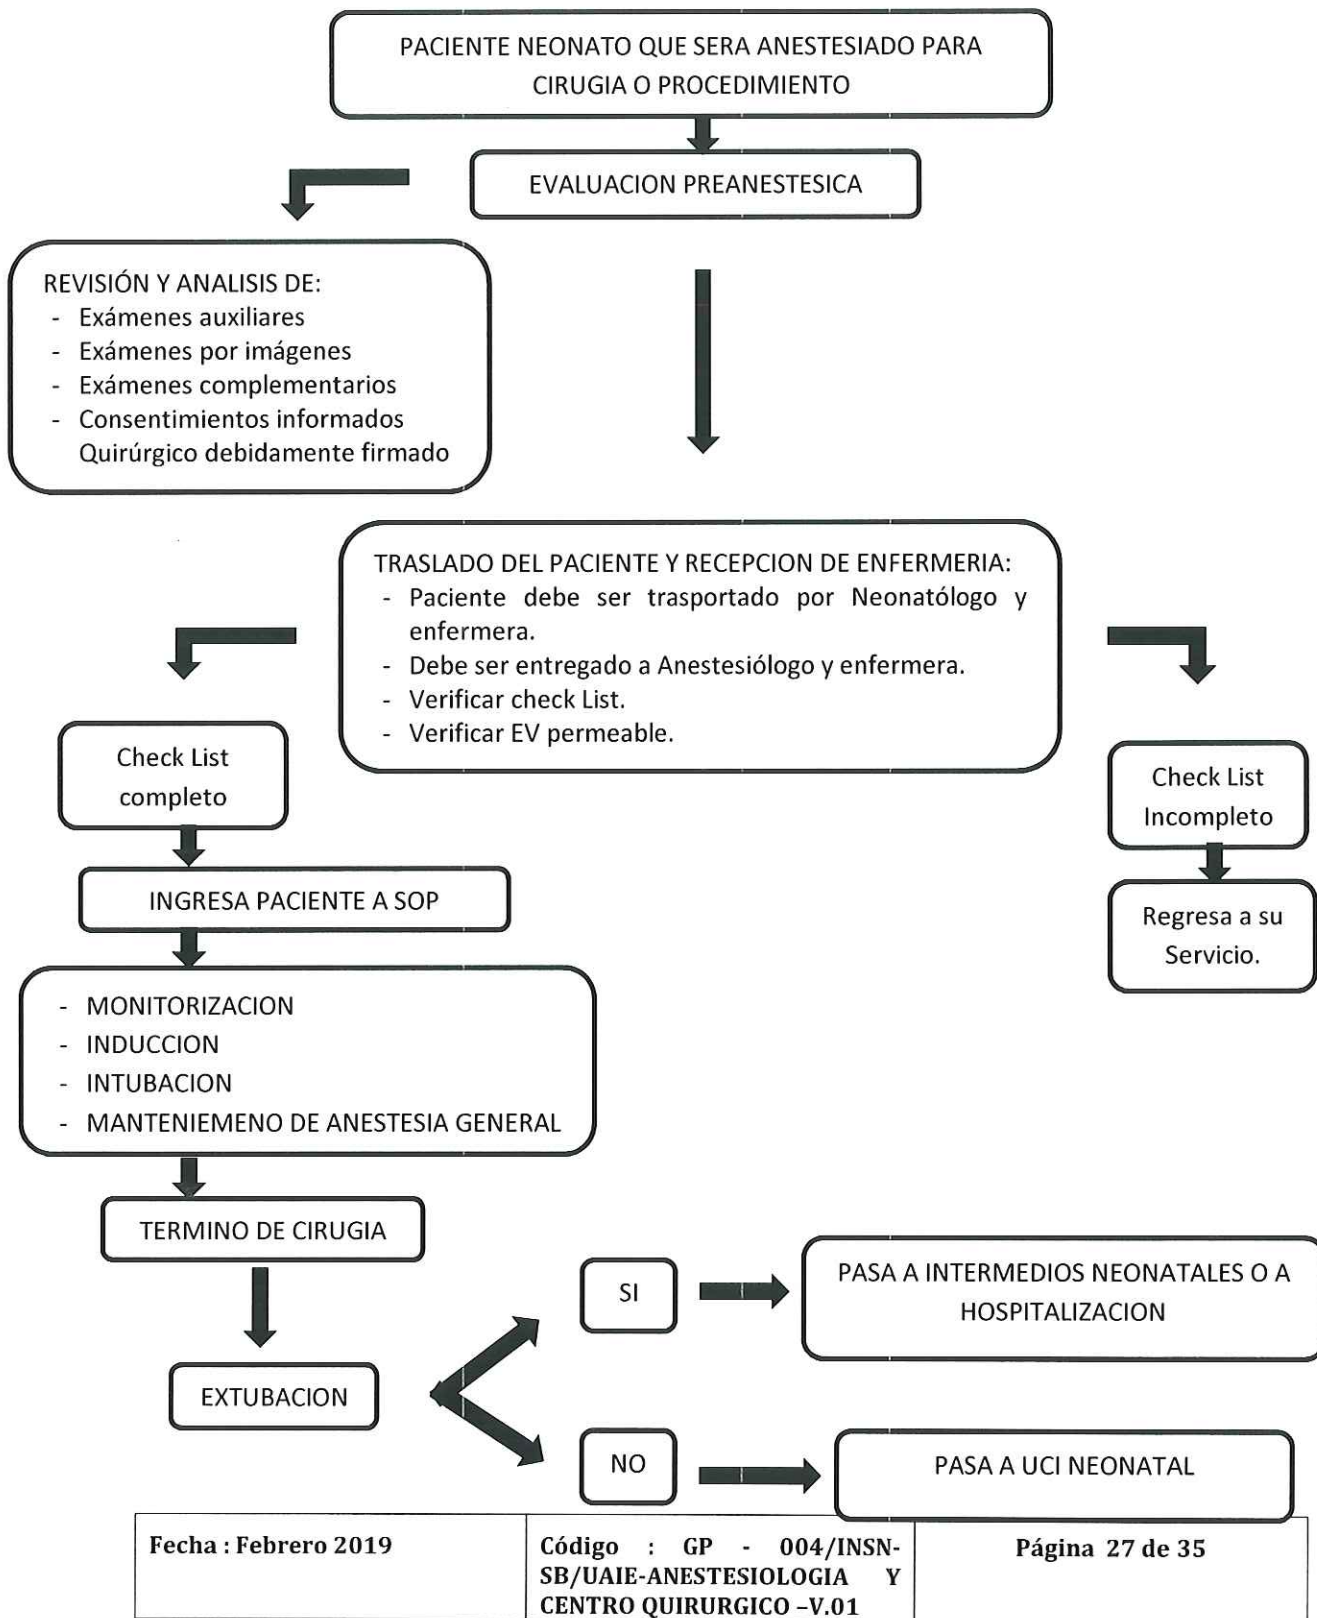 PACIENTE NEONATO QUE SERA ANESTESIADO PARA
CIRUGIA O PROCEDIMIENTO
EVALUACION PREANESTESICA
REVISIÓN Y ANALISIS DE:
- Exámenes auxiliares
- Exámenes por imágenes
- Exámenes complementarios
- Consentimientos informados
Quirúrgico debidamente firmado
TRASLADO DEL PACIENTE Y RECEPCION DE ENFERMERIA:
- Paciente debe ser trasportado por Neonatólogo y
enfermera.
- Debe ser entregado a Anestesiólogo y enfermera.
- Verificar check List.
- Verificar EV permeable.
Check List
completo
Check List
Incompleto
INGRESA PACIENTE A SOP
Regresa a su
Servicio.
- MONITORIZACION
- INDUCCION
- INTUBACION
- MANTENIEMENO DE ANESTESIA GENERAL
TERMINO DE CIRUGIA
EXTUBACION
SI
PASA A INTERMEDIOS NEONATALES O A
HOSPITALIZACION
NO
PASA A UCI NEONATAL
Fecha : Febrero 2019
Código : GP - 004/INSN-
SB/UAIE-ANESTESIOLOGIA Y
CENTRO QUIRURGICO –V.01
Página 27 de 35